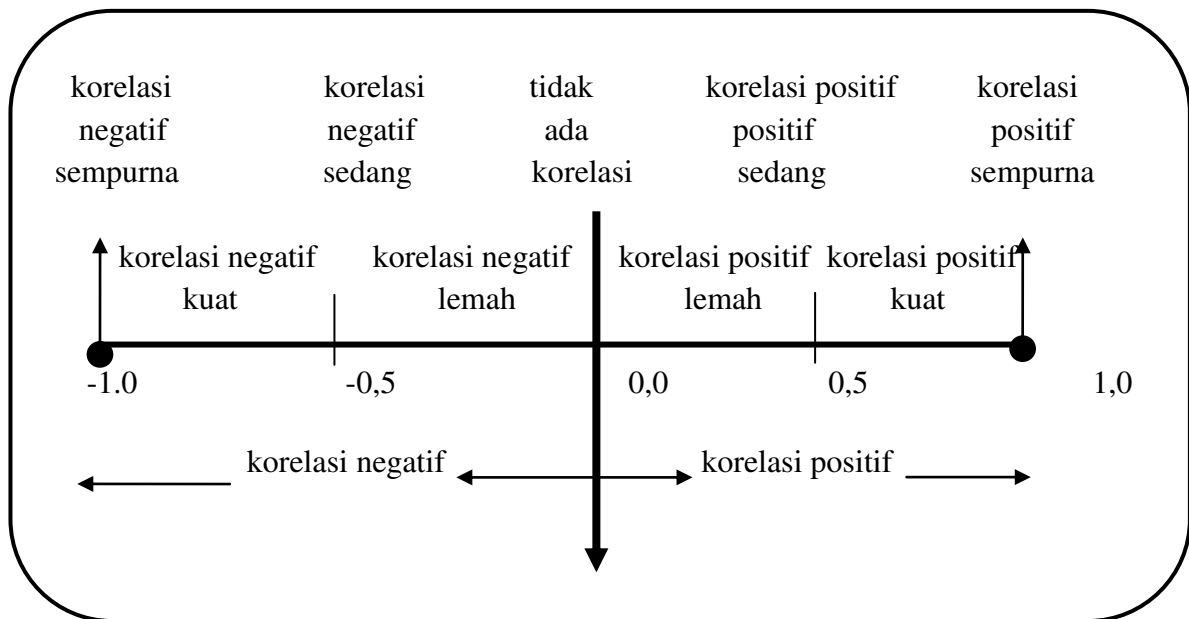 korelasi negatif sempurna
korelasi negatif sedang
tidak ada korelasi
korelasi positif positif sedang
korelasi positif sempurna
korelasi negatif kuat
korelasi negatif lemah
korelasi positif lemah
korelasi positif kuat
-1.0 -0,5 0,0 0,5 1,0
korelasi negatif korelasi positif